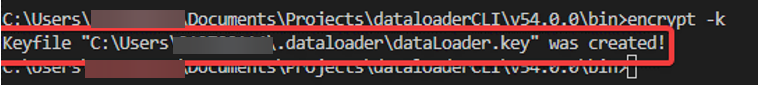 C:\Users\ \Documents\Projects\dataloaderCLI\v54.0.0\bin>encrypt -k
Keyfile "C:\Users\ \.dataloader\dataLoader.key" was created!
C:\Users\ \Documents\Projects\dataloaderCLI\v54.0.0\bin>